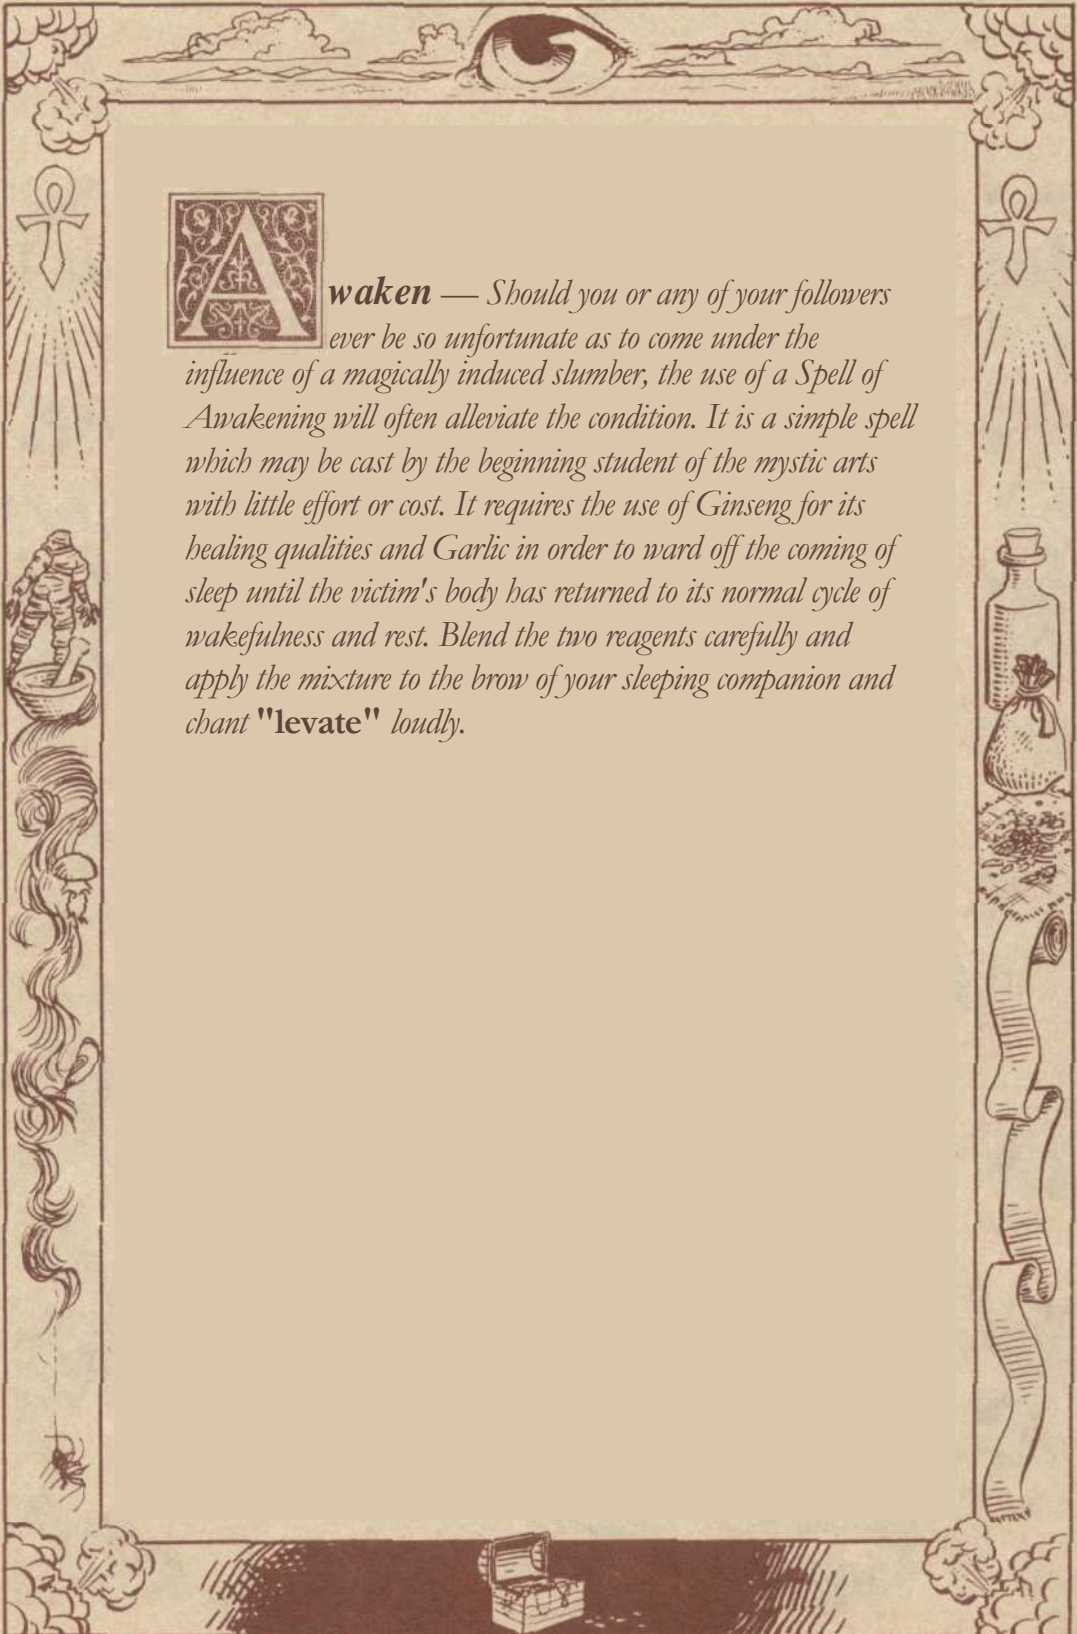 Awaken — Should you or any of your followers
ever be so unfortunate as to come under the
influence of a magically induced slumber, the use of a Spell of
Awakening will often alleviate the condition. It is a simple spell
which may be cast by the beginning student of the mystic arts
with little effort or cost. It requires the use of Ginseng for its
healing qualities and Garlic in order to ward off the coming of
sleep until the victim's body has returned to its normal cycle of
wakefulness and rest. Blend the two reagents carefully and
apply the mixture to the brow of your sleeping companion and
chant "levate" loudly.